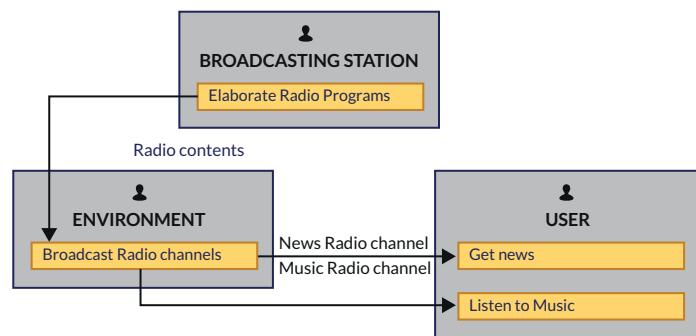 BROADCASTING STATION
Elaborate Radio Programs
Radio contents
ENVIRONMENT
Broadcast Radio channels
News Radio channel
Music Radio channel
USER
Get news
Listen to Music